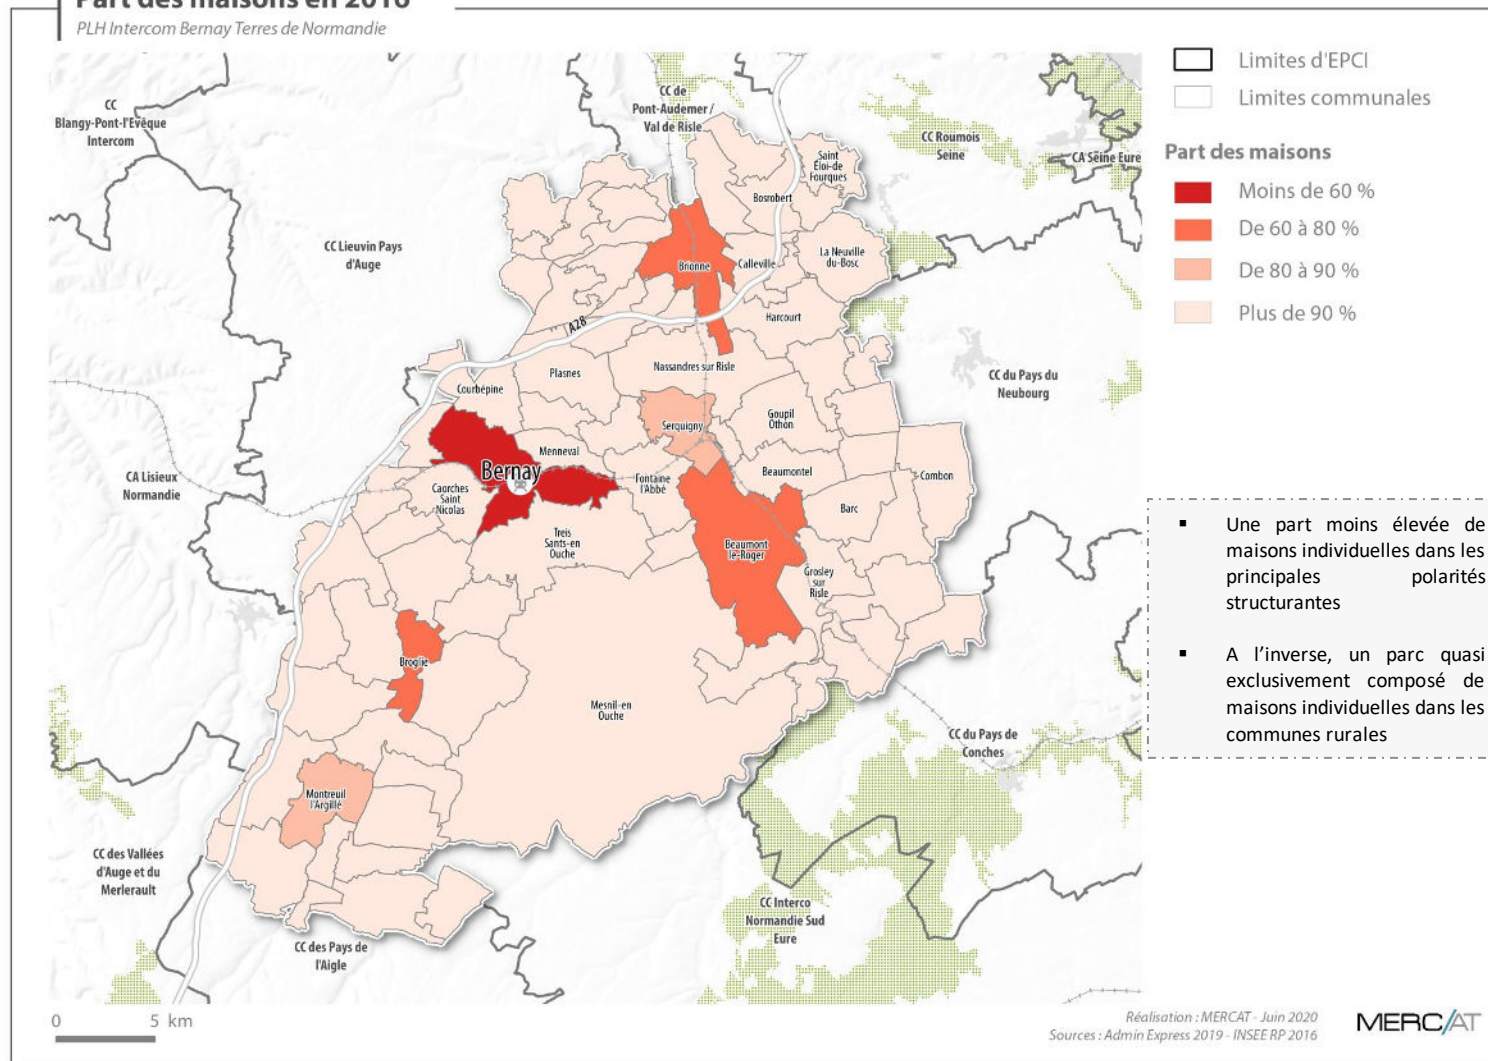 Part des maisons en 2016
PLH Intercom Bernay Terres de Normandie
CC
Blangy-Pont-l'Evêque
Intercom
CC de
Pont-Audemer /
Val de Risle
CC Roumois
Seine
CA Seine Eure
Saint
Éloi-de
Fourques
Bosrobert
CC Lieuvin Pays
d'Auge
La Neuville
du-Bosc
Brionne
Calleville
Harcourt
A28
Nassandres sur Risle
Plasnes
Courbépine
CC du Pays du
Neubourg
Goupil
Othon
Serquigny
Menneval
Bernay
Fontaine
l'Abbé
Beaumontel
Combon
CA Lisieux
Normandie
Caorches
Saint
Nicolas
Barc
Treis
Sants-en
Ouche
Beaumont
le-Roger
Grosley
sur
Risle
Broglie
Mesnil-en
Ouche
CC du Pays de
Conches
Montreuil
l'Argillé
CC des Vallées
d'Auge et du
Merlerault
CC Interco
Normandie Sud
Eure
CC des Pays de
l'Aigle
0 5 km
Limites d'EPCI
Limites communales
Part des maisons
Moins de 60 %
De 60 à 80 %
De 80 à 90 %
Plus de 90 %
▪ Une part moins élevée de
maisons individuelles dans les
principales polarités
structurantes
▪ A l'inverse, un parc quasi
exclusivement composé de
maisons individuelles dans les
communes rurales
Réalisation : MERCAT - Juin 2020
Sources : Admin Express 2019 - INSEE RP 2016
MERC/AT